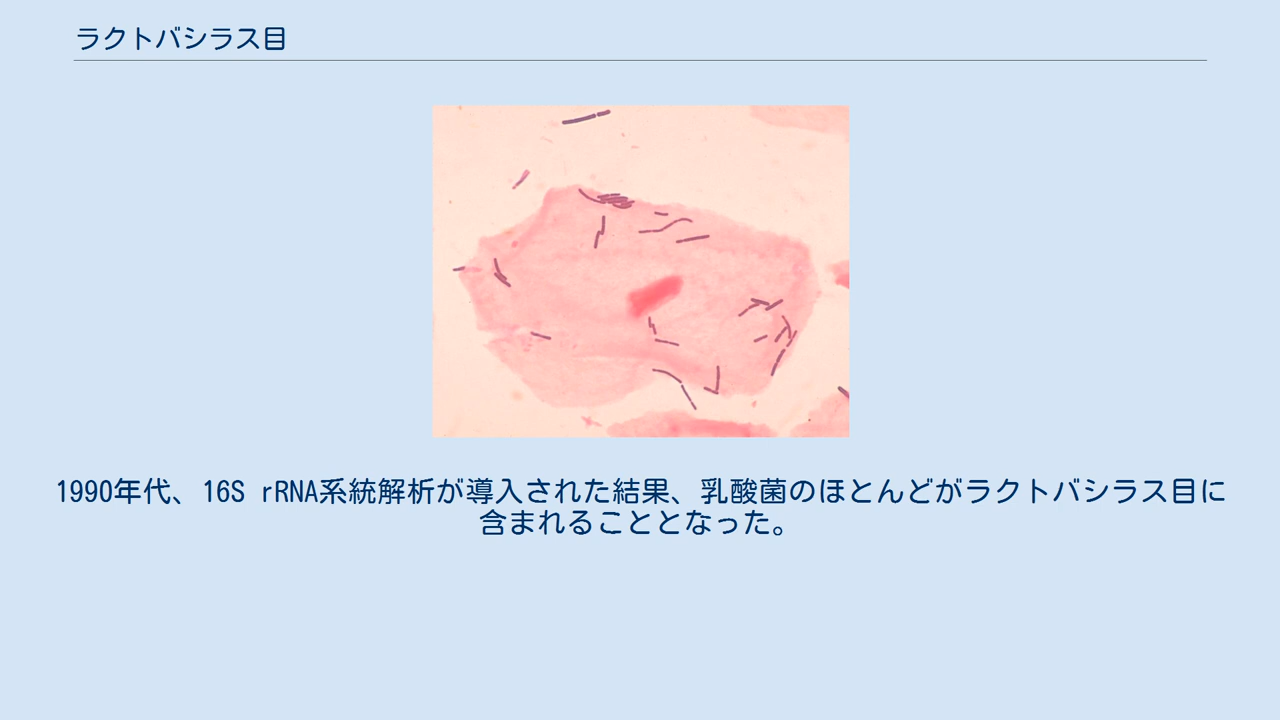 ラクトバシラス目
1990年代、16S rRNA系統解析が導入された結果、乳酸菌のほとんどがラクトバシラス目に
含まれることとなった。